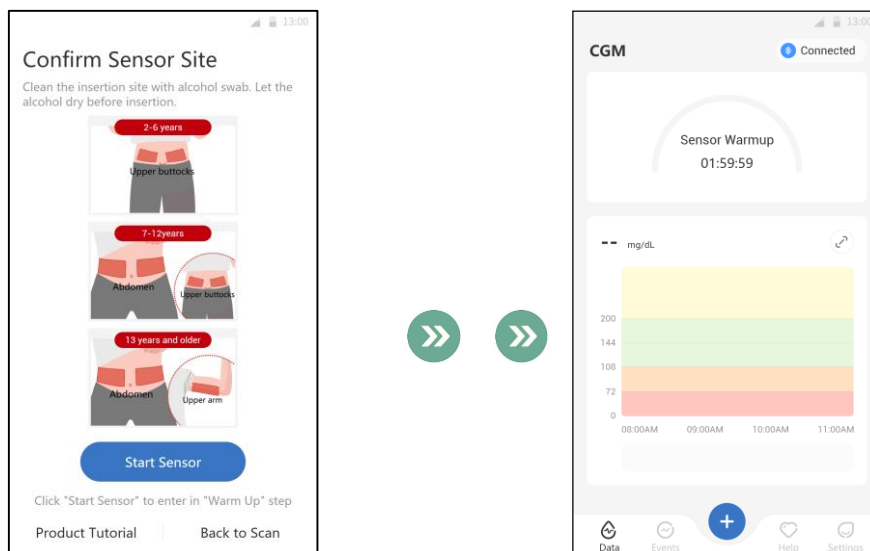 13:00
Confirm Sensor Site
Clean the insertion site with alcohol swab. Let the
alcohol dry before insertion.
2-6 years
Upper buttocks
7-12years
Abdomen
Upper buttocks
13 years and older
Abdomen
Upper arm
Start Sensor
Click "Start Sensor" to enter in "Warm Up" step
Product Tutorial
Back to Scan
13:00
CGM
Connected
Sensor Warmup
01:59:59
-- mg/dL
200
144
108
72
0
08:00AM 09:00AM 10:00AM 11:00AM
Data Events Help Settings